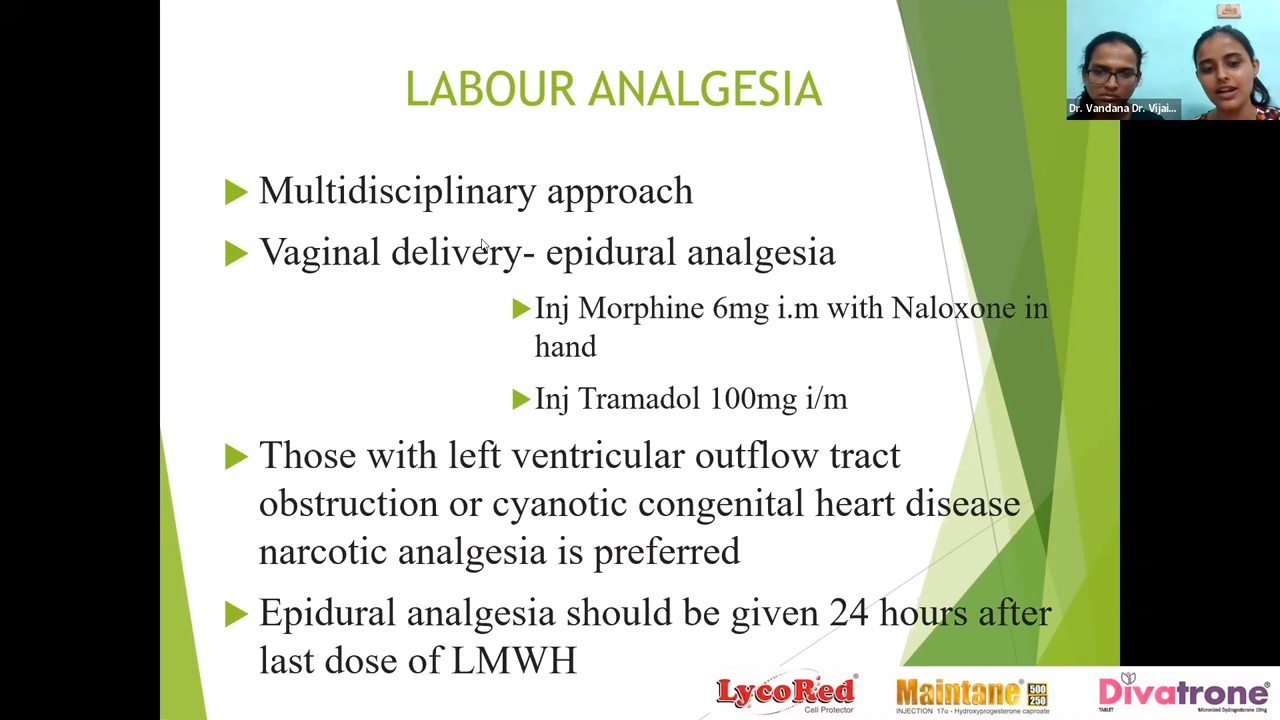 LABOUR ANALGESIA
Dr. Vandana Dr. Vijai...
Multidisciplinary approach
Vaginal delivery- epidural analgesia
Inj Morphine 6mg i.m with Naloxone in
hand
Inj Tramadol 100mg i/m
Those with left ventricular outflow tract
obstruction or cyanotic congenital heart disease
narcotic analgesia is preferred
Epidural analgesia should be given 24 hours after
last dose of LMWH
LycoRed®
Cell Protector
Maintane® 500 250
INJECTION 17α - Hydroxyprogesterone caproate
Divatrone®
TABLET Micronized Dydrogesterone 10mg